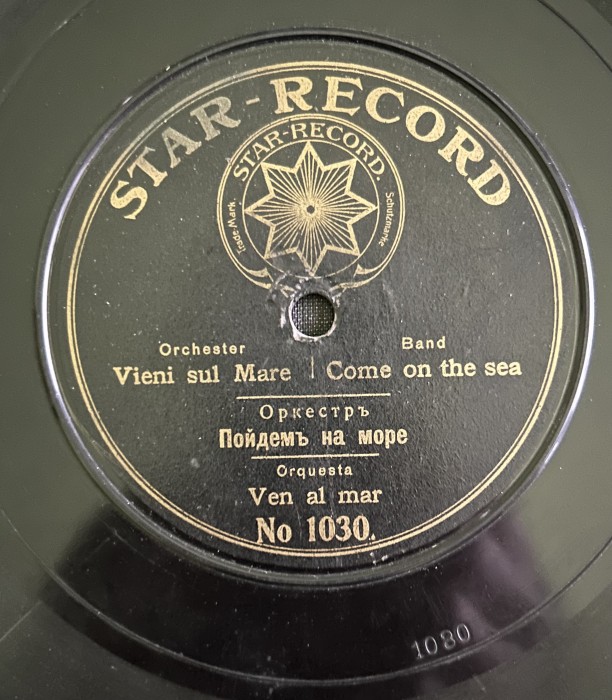 STAR-RECORD
STAR-RECORD.
Trade Mark. Schutzmarke
Orchester Band
Vieni sul Mare | Come on the sea
Оркестръ
Пойдемъ на море
Orquesta
Ven al mar
No 1030.
1080